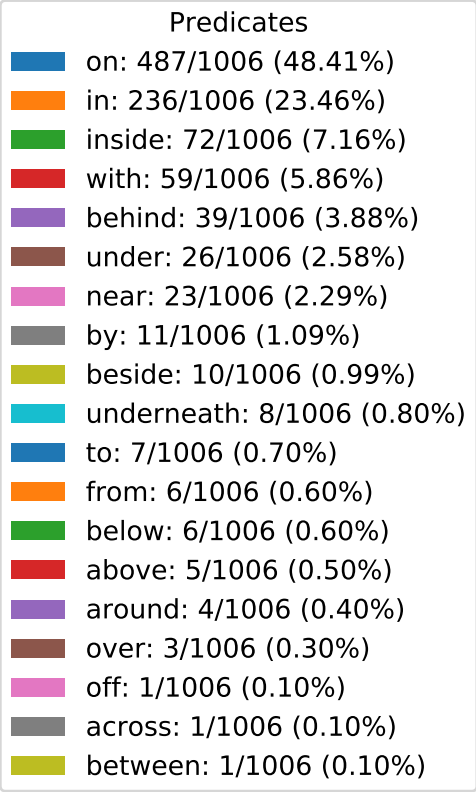 Predicates
on: 487/1006 (48.41%)
in: 236/1006 (23.46%)
inside: 72/1006 (7.16%)
with: 59/1006 (5.86%)
behind: 39/1006 (3.88%)
under: 26/1006 (2.58%)
near: 23/1006 (2.29%)
by: 11/1006 (1.09%)
beside: 10/1006 (0.99%)
underneath: 8/1006 (0.80%)
to: 7/1006 (0.70%)
from: 6/1006 (0.60%)
below: 6/1006 (0.60%)
above: 5/1006 (0.50%)
around: 4/1006 (0.40%)
over: 3/1006 (0.30%)
off: 1/1006 (0.10%)
across: 1/1006 (0.10%)
between: 1/1006 (0.10%)